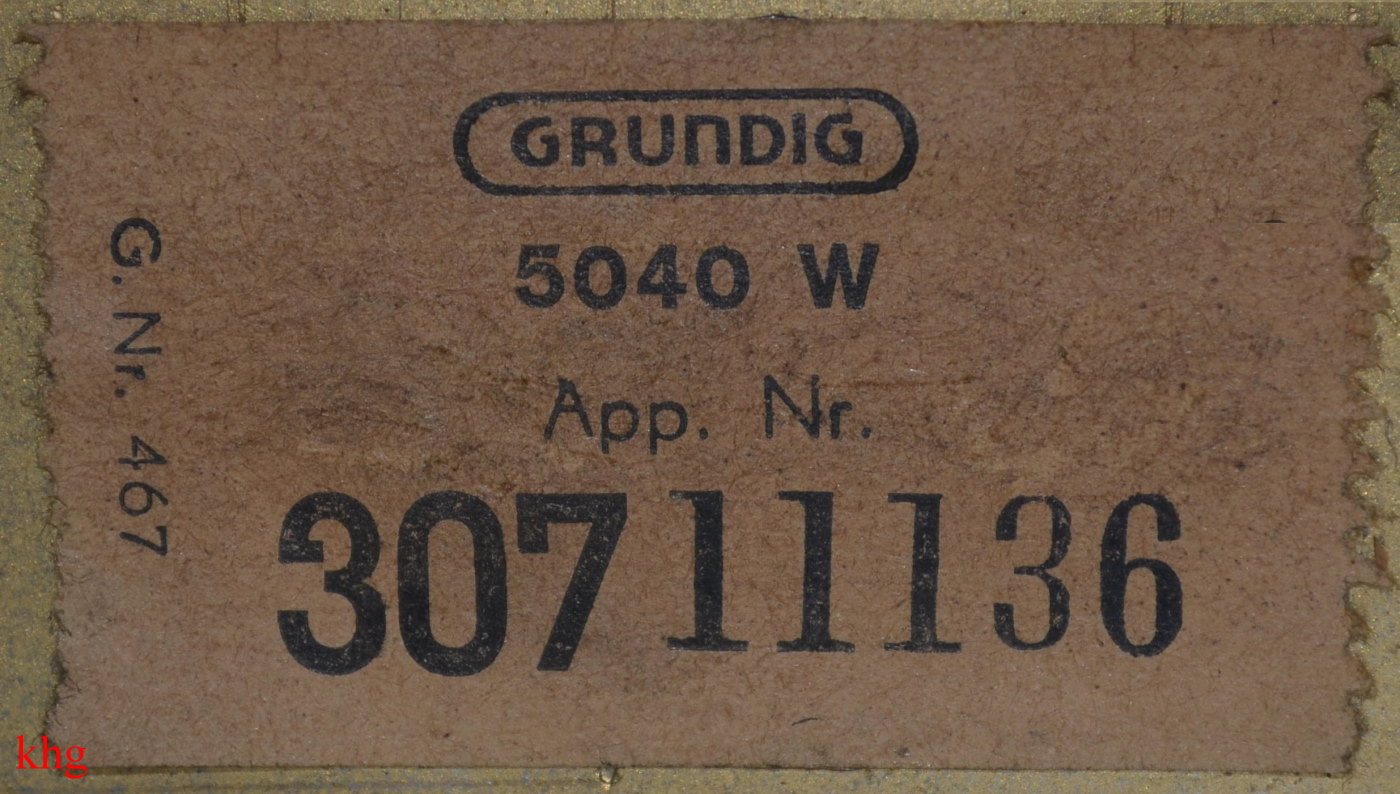 GRUNDIG
5040 W
App. Nr.
30711136
G. Nr. 467
khg